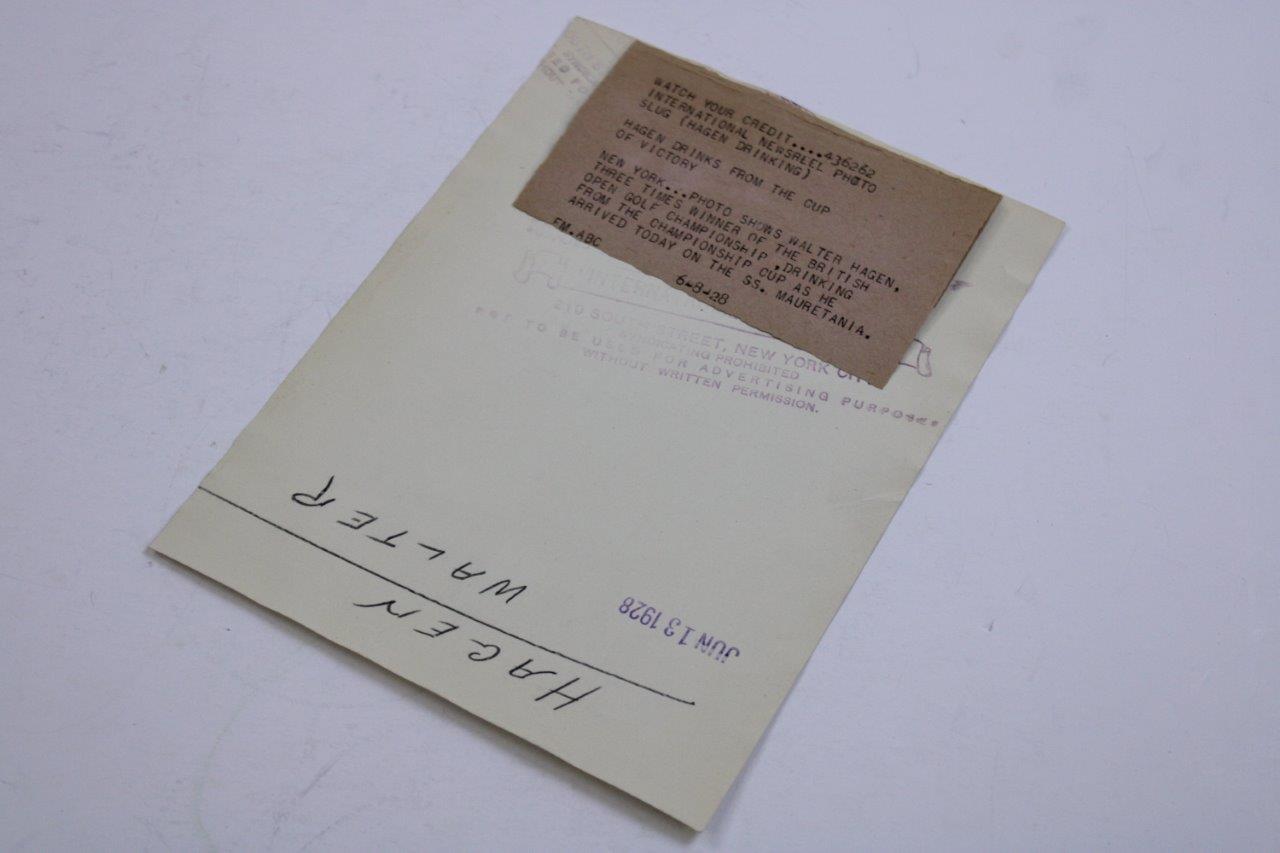 WATCH YOUR CREDIT....436262
INTERNATIONAL NEWSREEL PHOTO
SLUG (HAGEN DRINKING)
HAGEN DRINKS FROM THE CUP
OF VICTORY
NEW YORK...PHOTO SHOWS WALTER HAGEN,
THREE TIMES WINNER OF THE BRITISH
OPEN GOLF CHAMPIONSHIP,DRINKING
FROM THE CHAMPIONSHIP CUP AS HE
ARRIVED TODAY ON THE SS. MAURETANIA.
FM.ABC
6-8-28
210 SOUTH STREET, NEW YORK
SYNDICATING PROHIBITED
TO BE USED FOR ADVERTISING PURPOSES
WITHOUT WRITTEN PERMISSION.
JUN 13 1928
HAGEN
WALTER